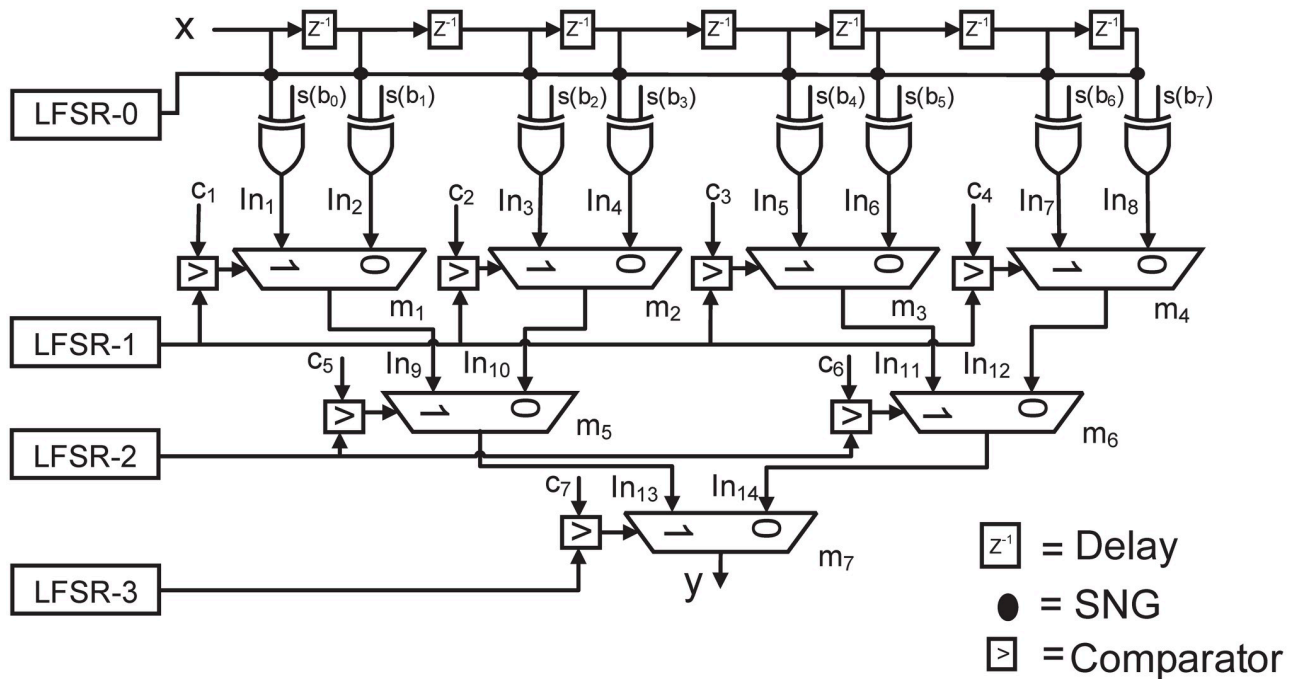 X Z⁻¹ Z⁻¹ Z⁻¹ Z⁻¹ Z⁻¹ Z⁻¹ Z⁻¹
LFSR-0 s(b₀) s(b₁) s(b₂) s(b₃) s(b₄) s(b₅) s(b₆) s(b₇)
c₁ In₁ In₂ c₂ In₃ In₄ c₃ In₅ In₆ c₄ In₇ In₈
> 1 0 > 1 0 > 1 0 > 1 0
m₁ m₂ m₃ m₄
LFSR-1
c₅ In₉ In₁₀ c₆ In₁₁ In₁₂
> 1 0 > 1 0
m₅ m₆
LFSR-2
c₇ In₁₃ In₁₄
> 1 0
m₇
LFSR-3 y
Z⁻¹ = Delay
= SNG
> = Comparator